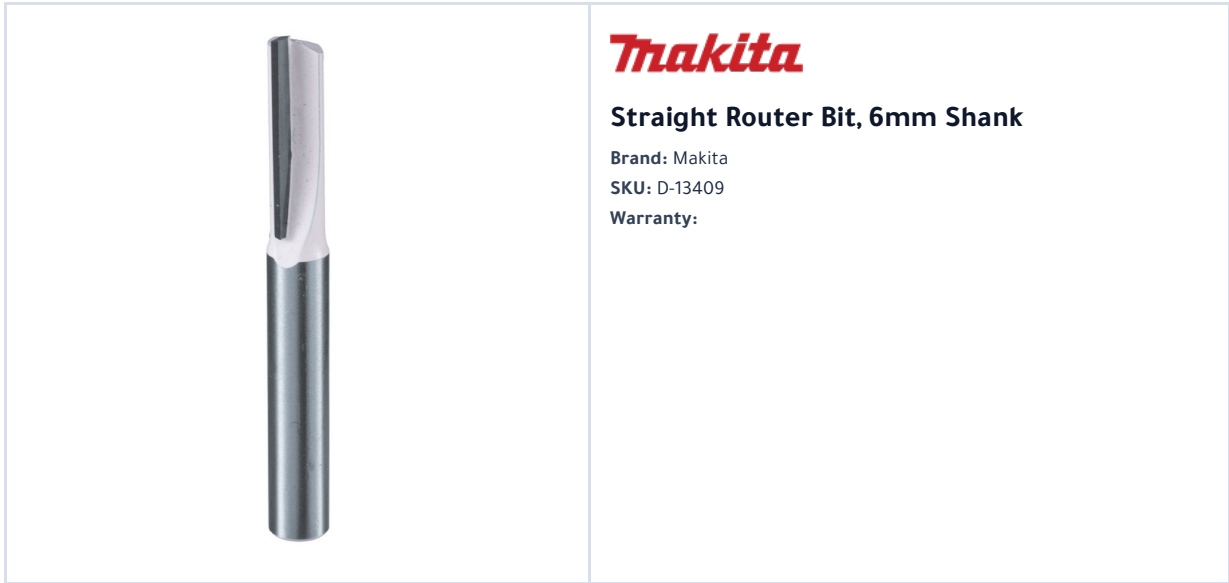 makita
Straight Router Bit, 6mm Shank
Brand: Makita
SKU: D-13409
Warranty: